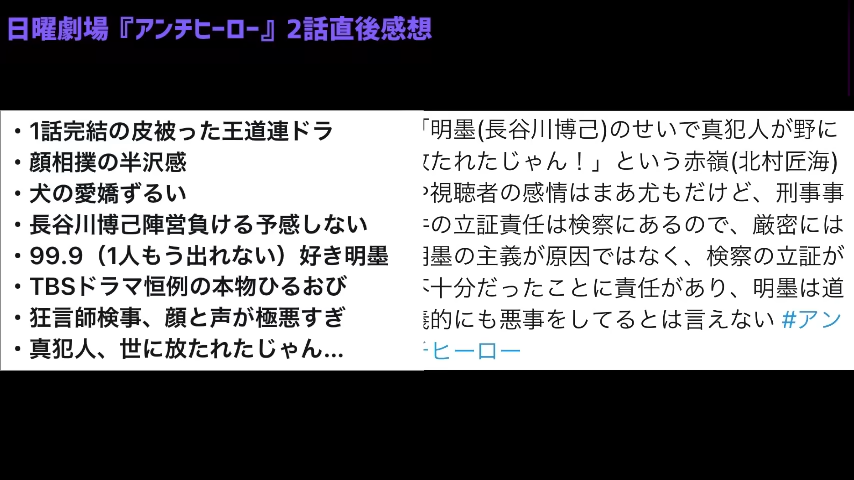 日曜劇場『アンチヒーロー』2話直後感想
・1話完結の皮被った王道連ドラ
・顔相撲の半沢感
・犬の愛嬌ずるい
・長谷川博己陣営負ける予感しない
・99.9（1人もう出れない）好き明墨
・TBSドラマ恒例の本物ひるおび
・狂言師検事、顔と声が極悪すぎ
・真犯人、世に放たれたじゃん...
「明墨(長谷川博己)のせいで真犯人が野に
たれたじゃん！」という赤嶺(北村匠海)
視聴者の感情はまあ尤もだけど、刑事事
の立証責任は検察にあるので、厳密には
明墨の主義が原因ではなく、検察の立証が
不十分だったことに責任があり、明墨は道
義的にも悪事をしてるとは言えない #アン
チヒーロー